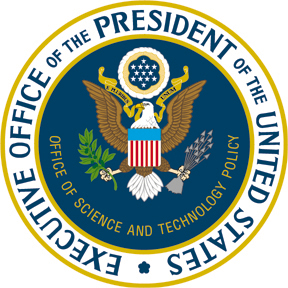 EXECUTIVE OFFICE OF THE PRESIDENT OF THE UNITED STATES
OFFICE OF SCIENCE AND TECHNOLOGY POLICY